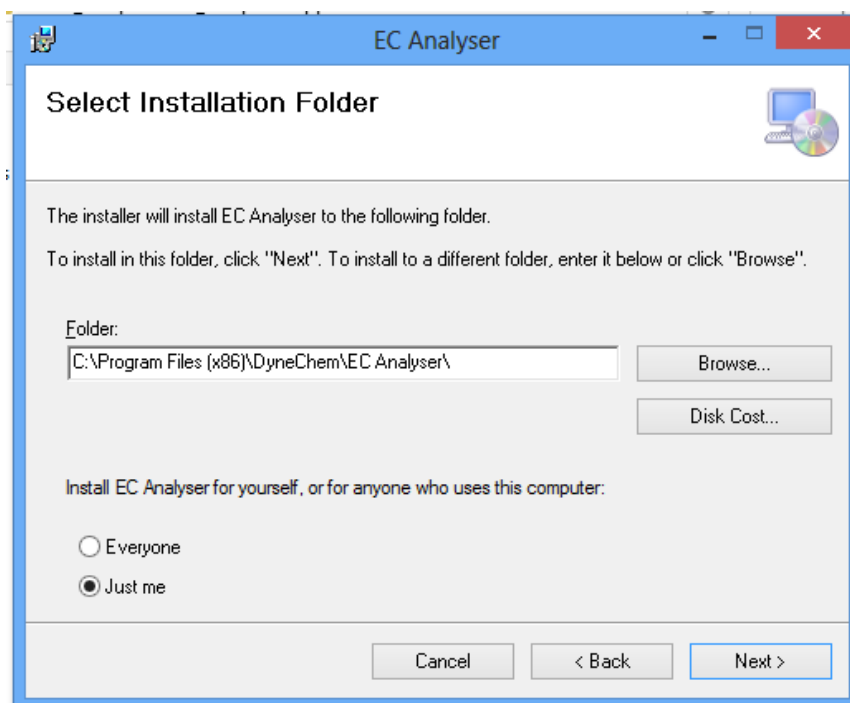 EC Analyser
Select Installation Folder
The installer will install EC Analyser to the following folder.
To install in this folder, click "Next". To install to a different folder, enter it below or click "Browse".
Folder:
C:\Program Files (x86)\DyneChem\EC Analyser\
Browse...
Disk Cost...
Install EC Analyser for yourself, or for anyone who uses this computer:
Everyone
Just me
Cancel
< Back
Next >